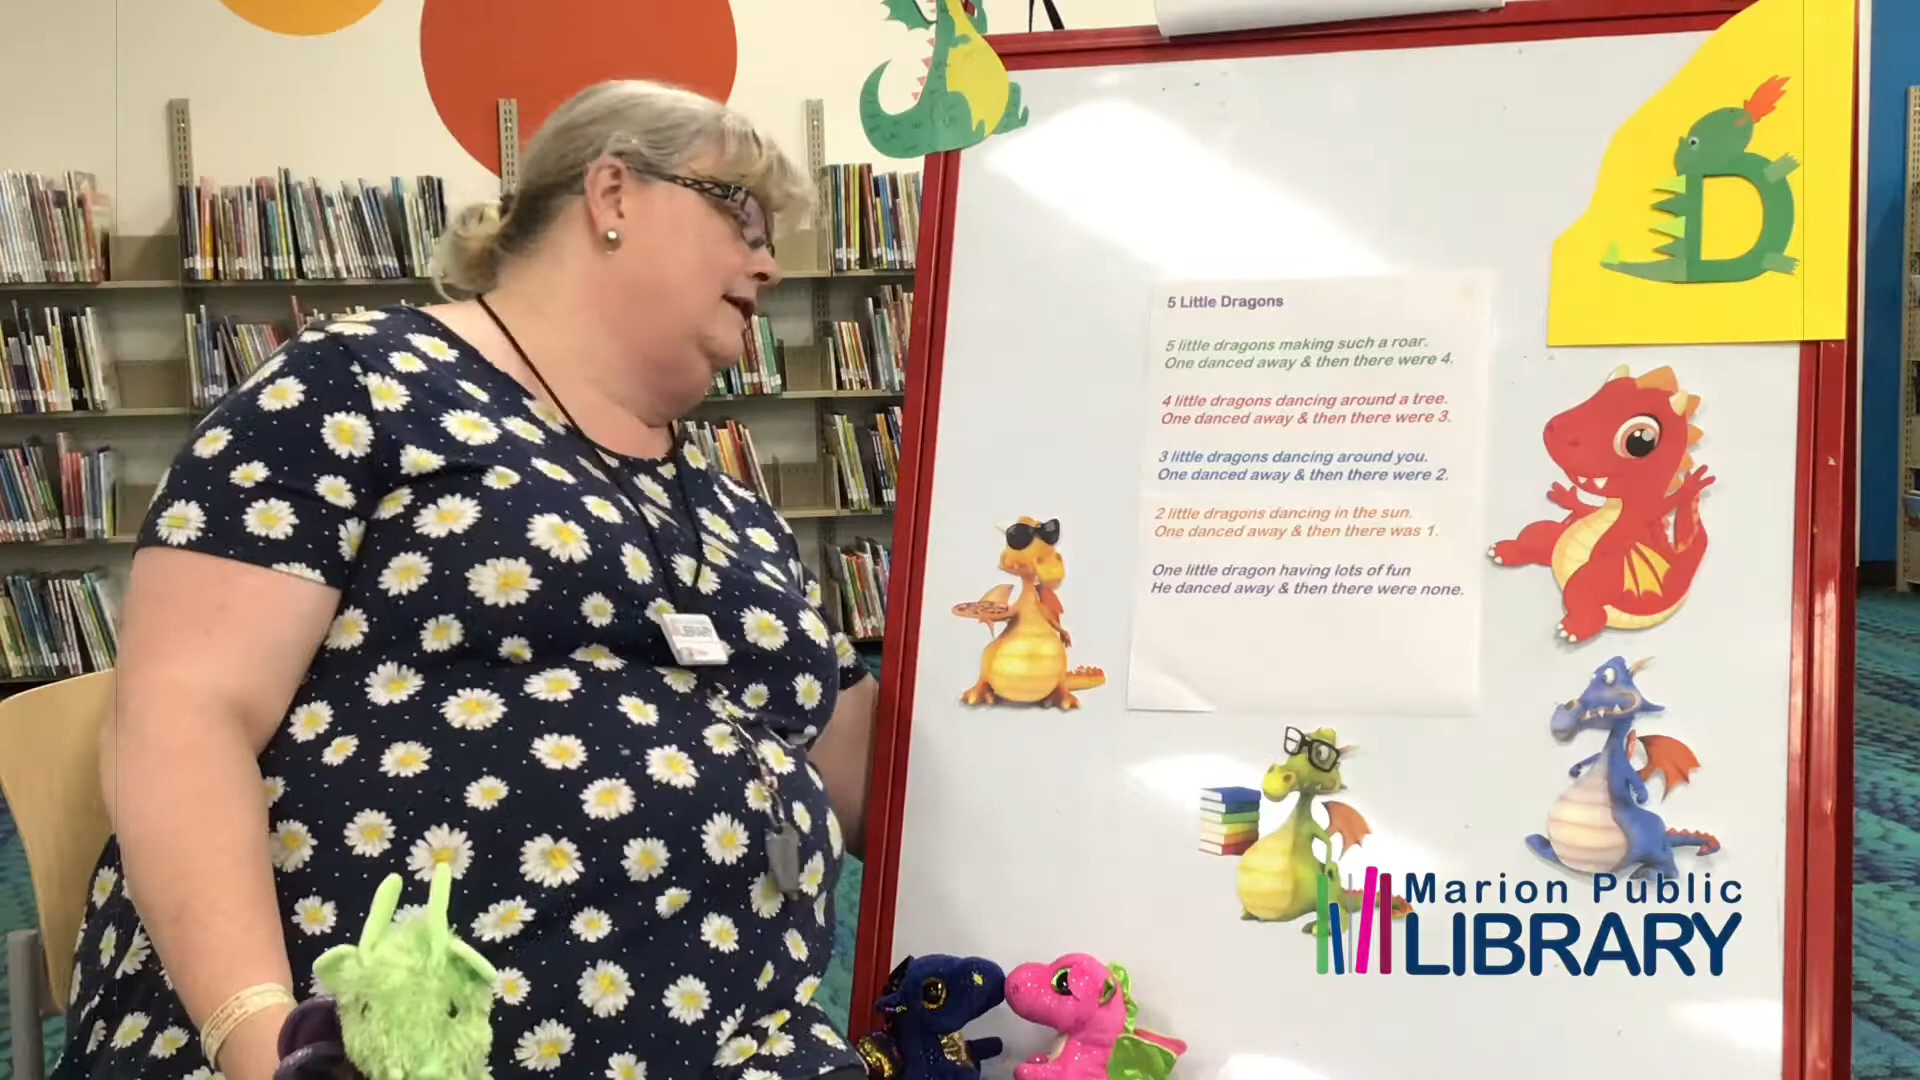 5 Little Dragons
5 little dragons making such a roar.
One danced away & then there were 4.
4 little dragons dancing around a tree.
One danced away & then there were 3.
3 little dragons dancing around you.
One danced away & then there were 2.
2 little dragons dancing in the sun.
One danced away & then there was 1.
One little dragon having lots of fun
He danced away & then there were none.
D
LIBRARY
Marion Public
LIBRARY